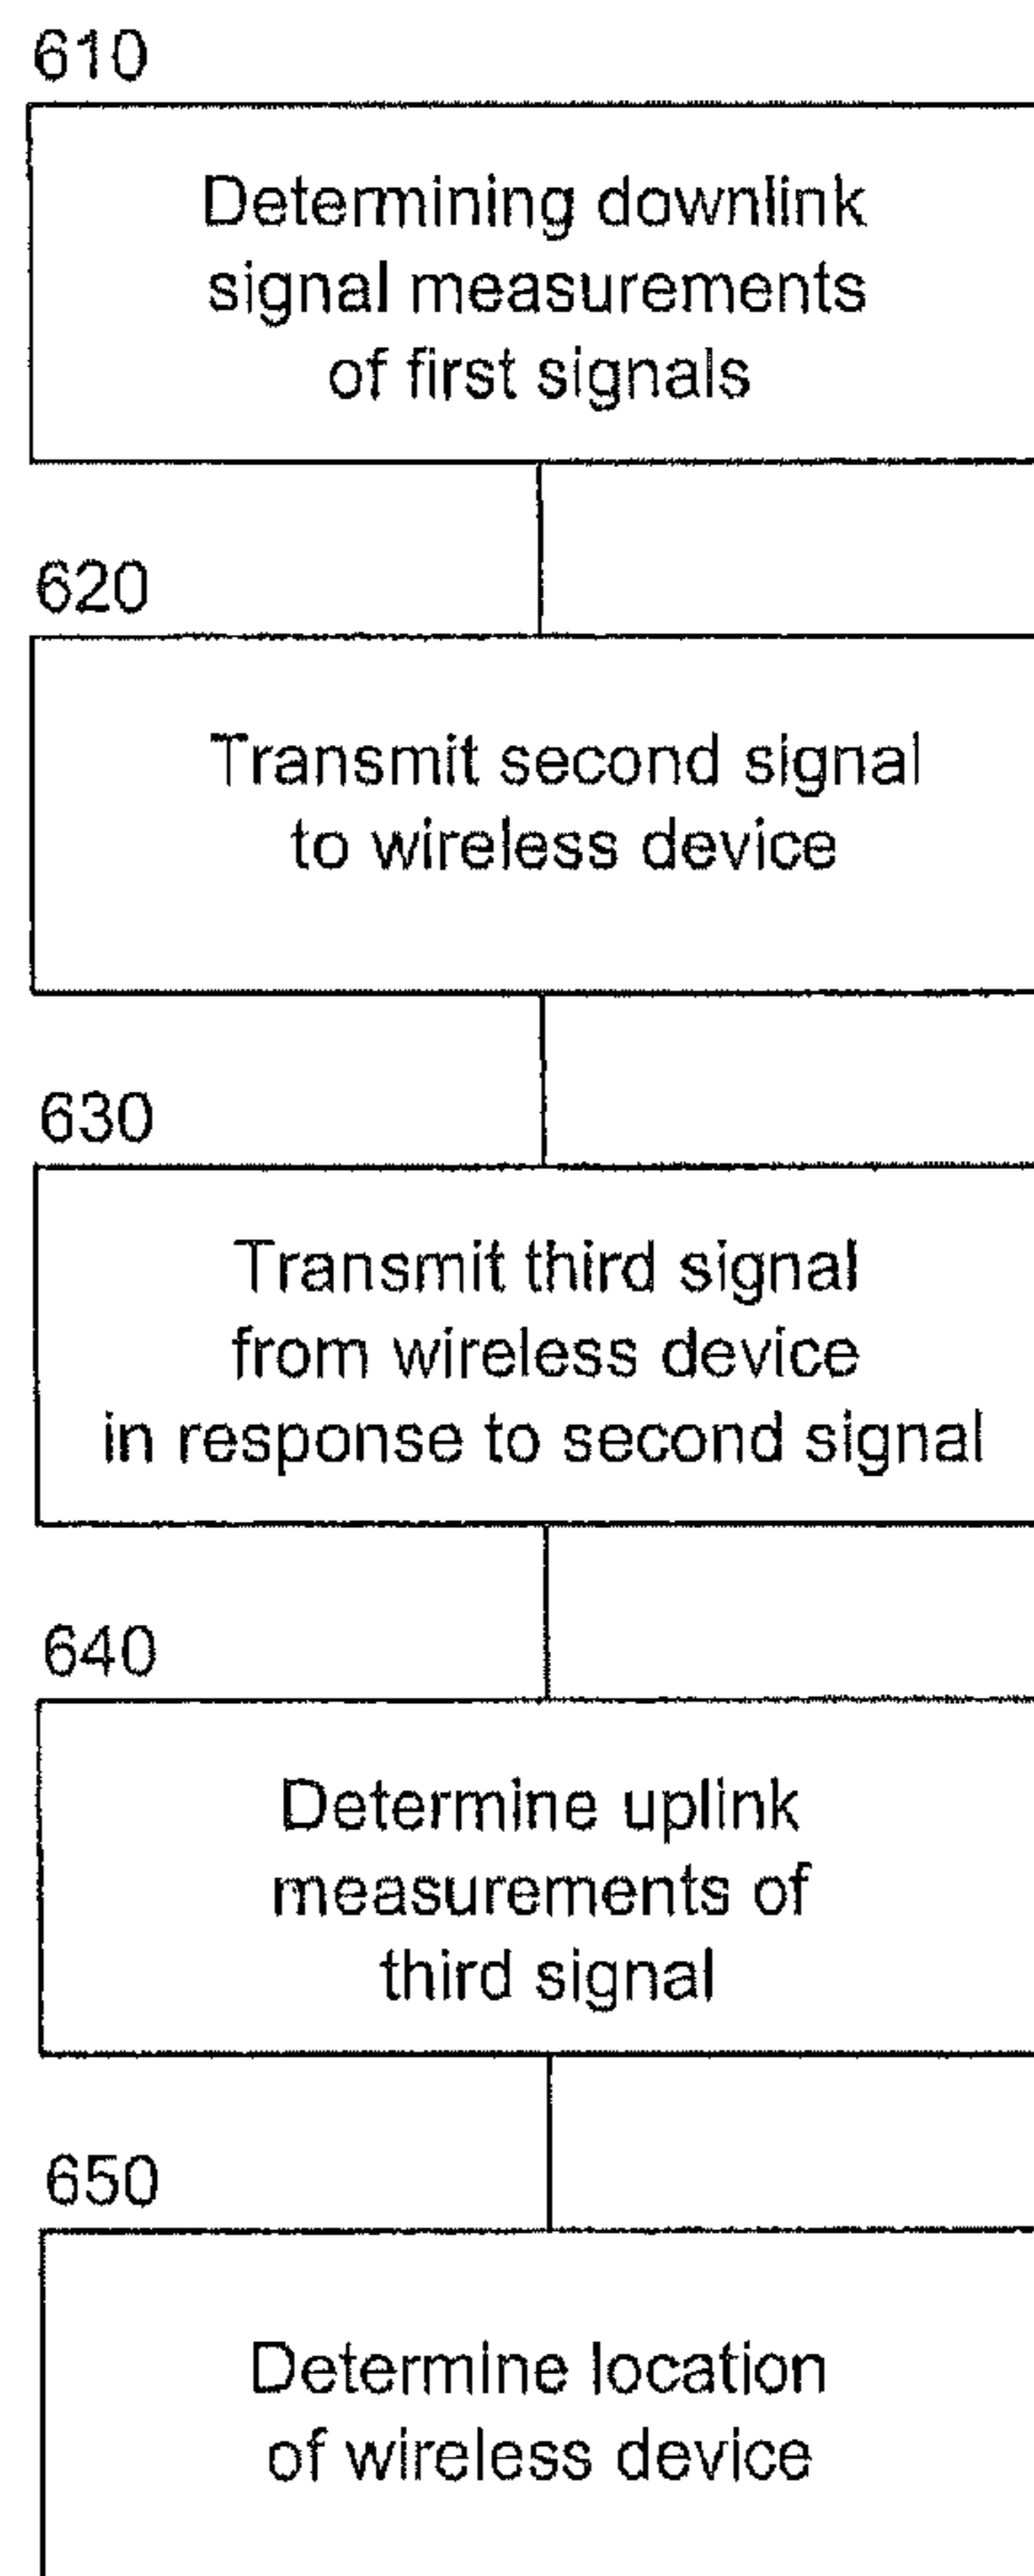 610
Determining downlink
signal measurements
of first signals
620
Transmit second signal
to wireless device
630
Transmit third signal
from wireless device
in response to second signal
640
Determine uplink
measurements of
third signal
650
Determine location
of wireless device